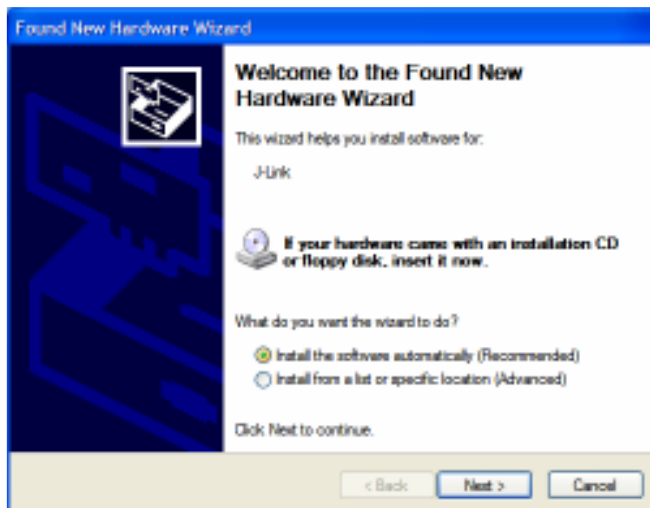 Found New Hardware Wizard
Welcome to the Found New
Hardware Wizard
This wizard helps you install software for:
J-Link
If your hardware came with an installation CD
or floppy disk, insert it now.
What do you want the wizard to do?
Install the software automatically (Recommended)
Install from a list or specific location (Advanced)
Click Next to continue.
< Back
Next >
Cancel